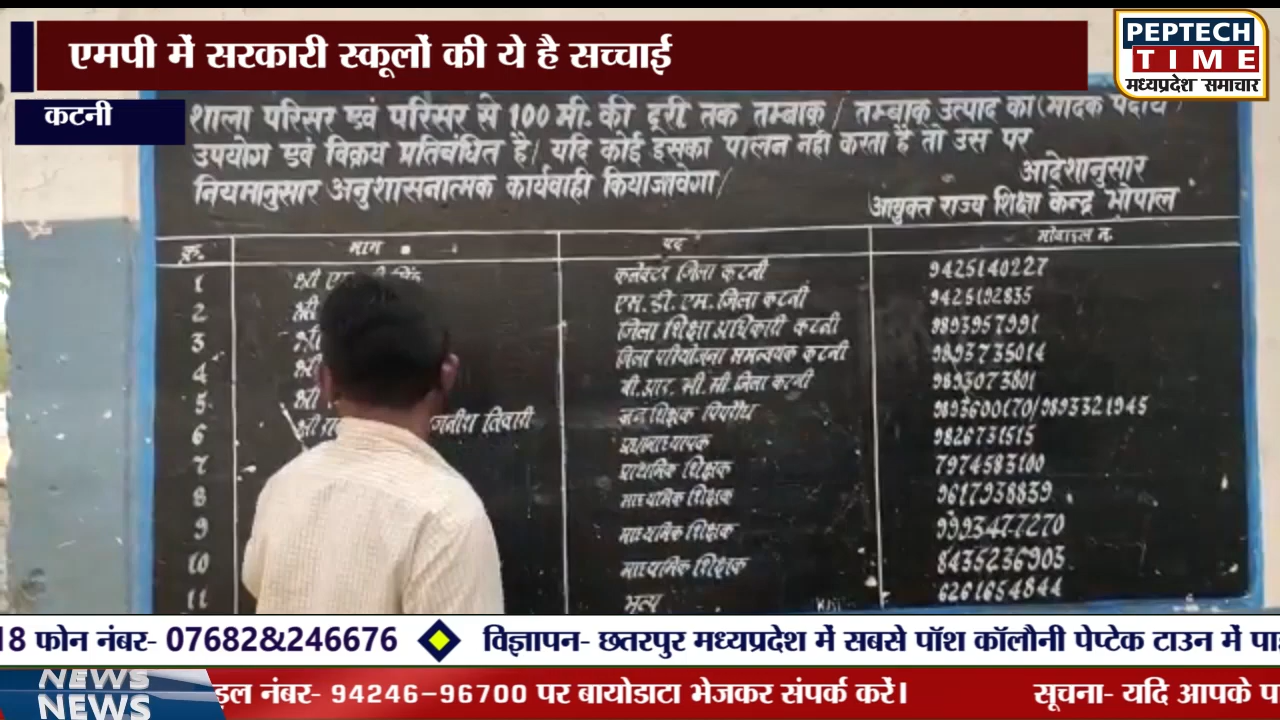 एमपी में सरकारी स्कूलों की ये है सच्चाई
PEPTECH
TIME
मध्यप्रदेश समाचार
कटनी
शाला परिसर एवं परिसर से 100 मी. की दूरी तक तम्बाकू / तम्बाकू उत्पाद का (मादक पदार्थ)
उपयोग एवं विक्रय प्रतिबंधित है/ यदि कोई इसका पालन नही करता है तो उस पर
नियमानुसार अनुशासनात्मक कार्यवाही कियाजावेगा/
आदेशानुसार
आयुक्त राज्य शिक्षा केन्द्र भोपाल
क्र. नाम पद मोबाइल न.
1 श्री कलेक्टर जिला कटनी 9425140227
2 श्री एस. डी. एम. जिला कटनी 9425192835
3 श्री जिला शिक्षा अधिकारी कटनी 9893957991
4 श्री जिला परियोजना समन्वयक कटनी 9893735014
5 श्री बी. आर. सी. सी. जिला कटनी 9893073801
6 श्री जनीश तिवारी जन शिक्षक पिपरौध 9893600170/9893321945
7 प्रधानाध्यापक 9826731515
8 प्राथमिक शिक्षक 7974583100
9 माध्यमिक शिक्षक 9617938839
10 माध्यमिक शिक्षक 9993477270
11 माध्यमिक शिक्षक 8435236903
भृत्य 6261654844
18 फोन नंबर- 07682&246676 विज्ञापन- छतरपुर मध्यप्रदेश में सबसे पॉश कॉलौनी पेप्टेक टाउन में
NEWS
NEWS
इल नंबर- 94246-96700 पर बायोडाटा भेजकर संपर्क करें। सूचना- यदि आपके